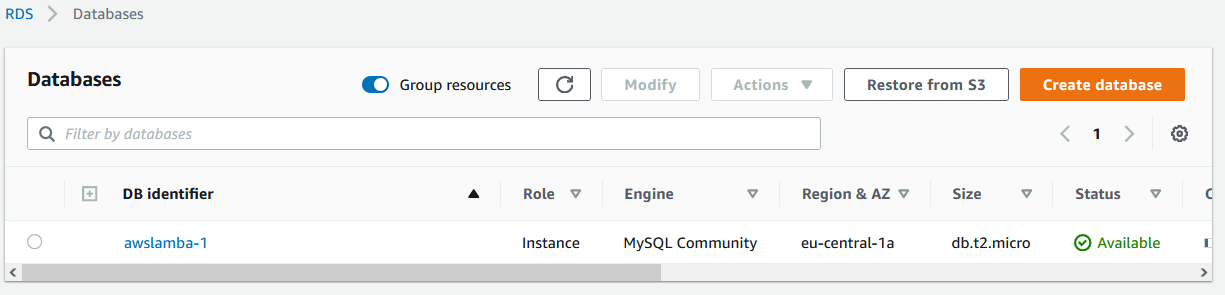 RDS > Databases
Databases
Group resources
Modify
Actions
Restore from S3
Create database
Filter by databases
1
DB identifier Role Engine Region & AZ Size Status
awslamba-1 Instance MySQL Community eu-central-1a db.t2.micro Available